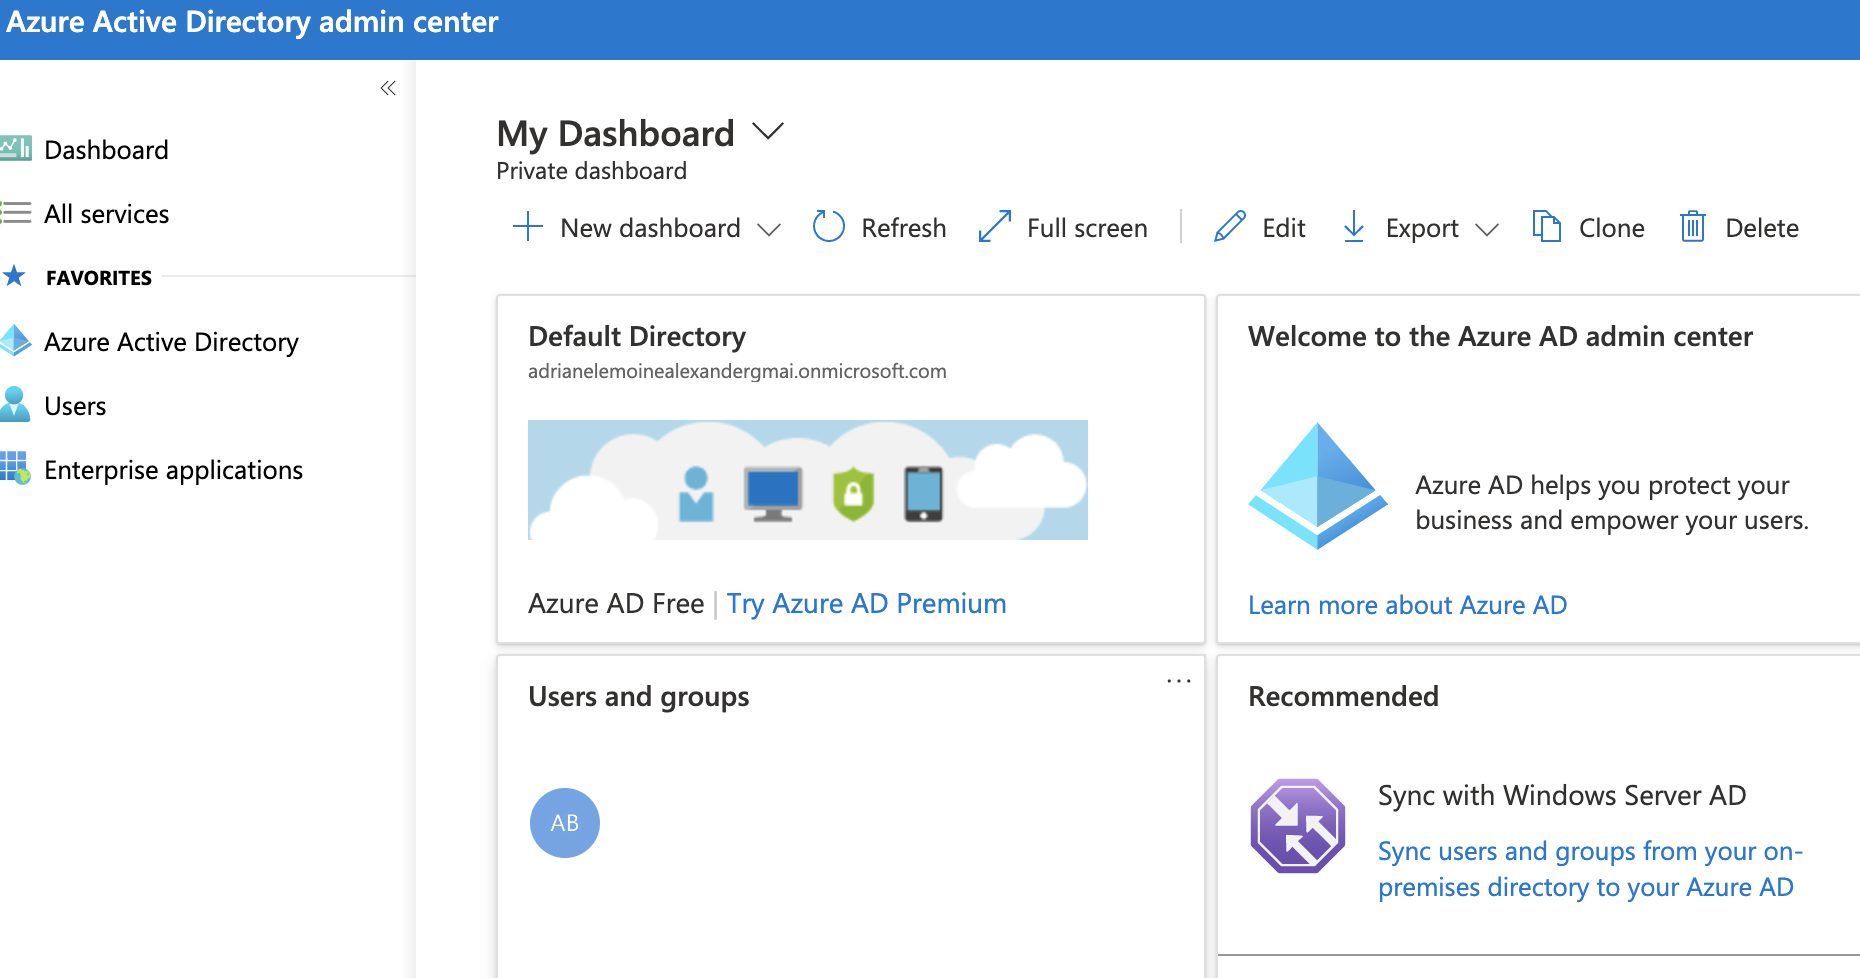 Azure Active Directory admin center
«
Dashboard
All services
FAVORITES
Azure Active Directory
Users
Enterprise applications
My Dashboard
Private dashboard
New dashboard Refresh Full screen Edit Export Clone Delete
Default Directory
adrianelemoinealexandergmai.onmicrosoft.com
Azure AD Free | Try Azure AD Premium
Welcome to the Azure AD admin center
Azure AD helps you protect your
business and empower your users.
Learn more about Azure AD
Users and groups
...
AB
Recommended
Sync with Windows Server AD
Sync users and groups from your on-
premises directory to your Azure AD